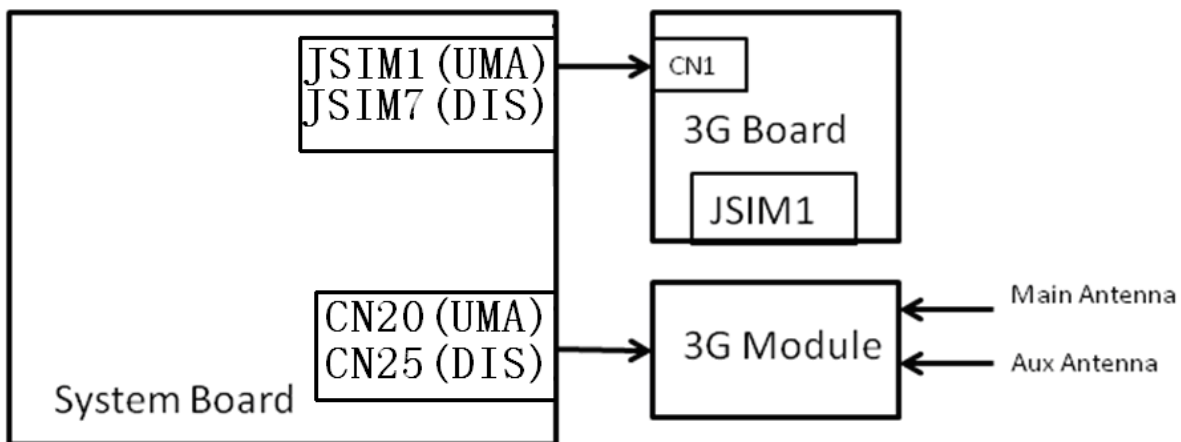 JSIM1(UMA)
JSIM7(DIS)
CN1
3G Board
JSIM1
CN20(UMA)
CN25(DIS)
System Board
3G Module
Main Antenna
Aux Antenna